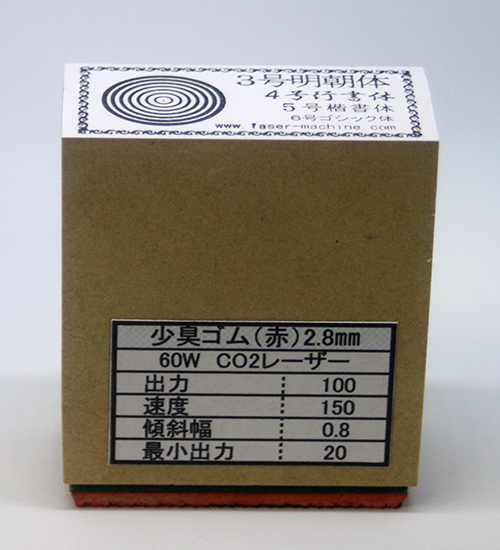 3号明朝体
4号行書体
5号楷書体
6号ゴシック体
www.laser-machine.com
少臭ゴム(赤)2.8mm
60W CO2レーザー
出力 100
速度 150
傾斜幅 0.8
最小出力 20